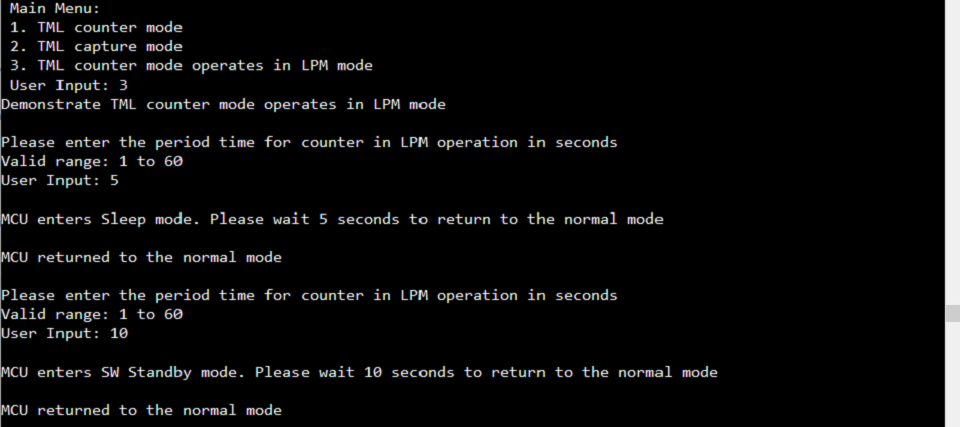 Main Menu:
1. TML counter mode
2. TML capture mode
3. TML counter mode operates in LPM mode
User Input: 3
Demonstrate TML counter mode operates in LPM mode
Please enter the period time for counter in LPM operation in seconds
Valid range: 1 to 60
User Input: 5
MCU enters Sleep mode. Please wait 5 seconds to return to the normal mode
MCU returned to the normal mode
Please enter the period time for counter in LPM operation in seconds
Valid range: 1 to 60
User Input: 10
MCU enters SW Standby mode. Please wait 10 seconds to return to the normal mode
MCU returned to the normal mode